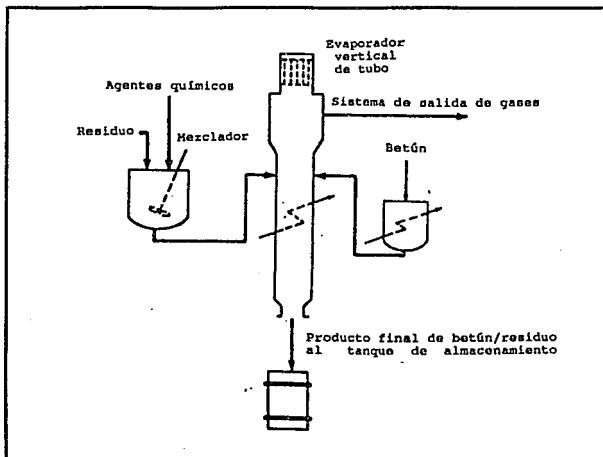 Evaporador
vertical
de tubo
Agentes químicos
Sistema de salida de gases
Residuo
Mezclador
Betún
Producto final de betún/residuo
al tanque de almacenamiento